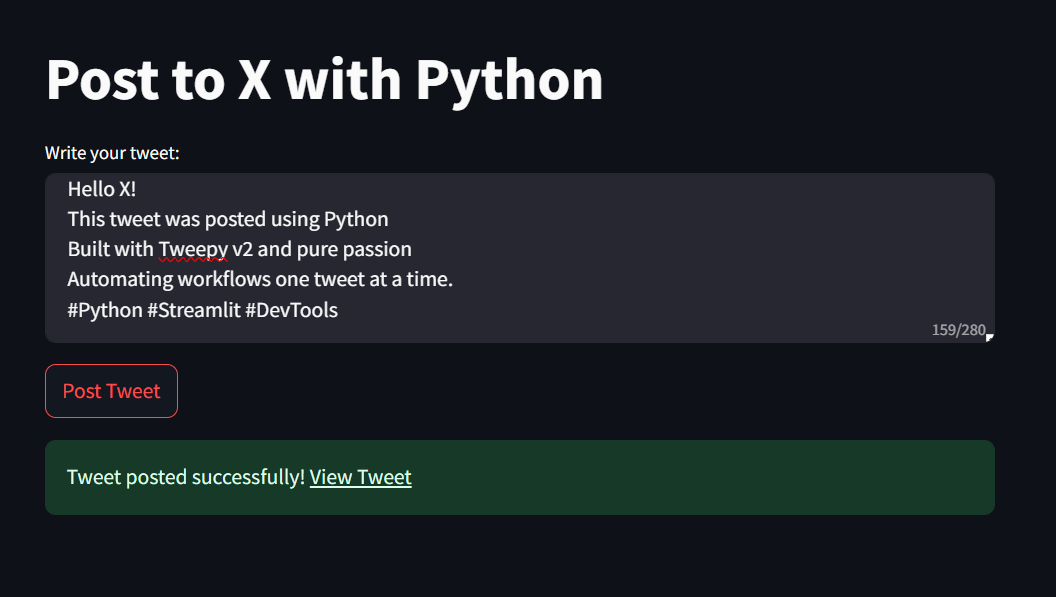 Post to X with Python
Write your tweet:
Hello X!
This tweet was posted using Python
Built with Tweepy v2 and pure passion
Automating workflows one tweet at a time.
#Python #Streamlit #DevTools
159/280
Post Tweet
Tweet posted successfully! View Tweet